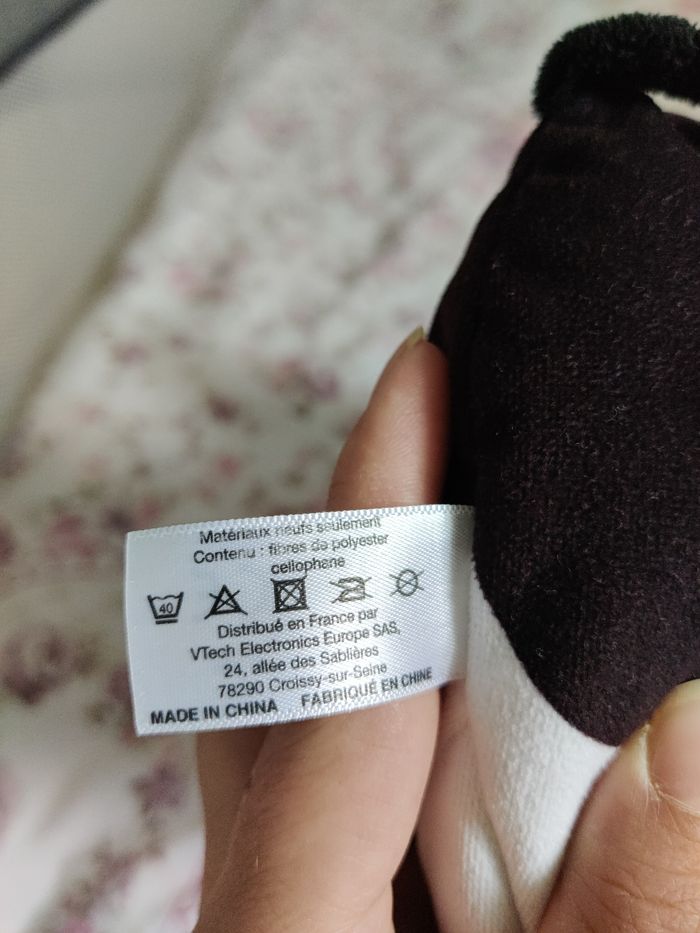 Matériaux neufs seulement
Contenu : fibres de polyester
cellophane
40
Distribué en France par
VTech Electronics Europe SAS,
24, allée des Sablières
78290 Croissy-sur-Seine
MADE IN CHINA FABRIQUÉ EN CHINE